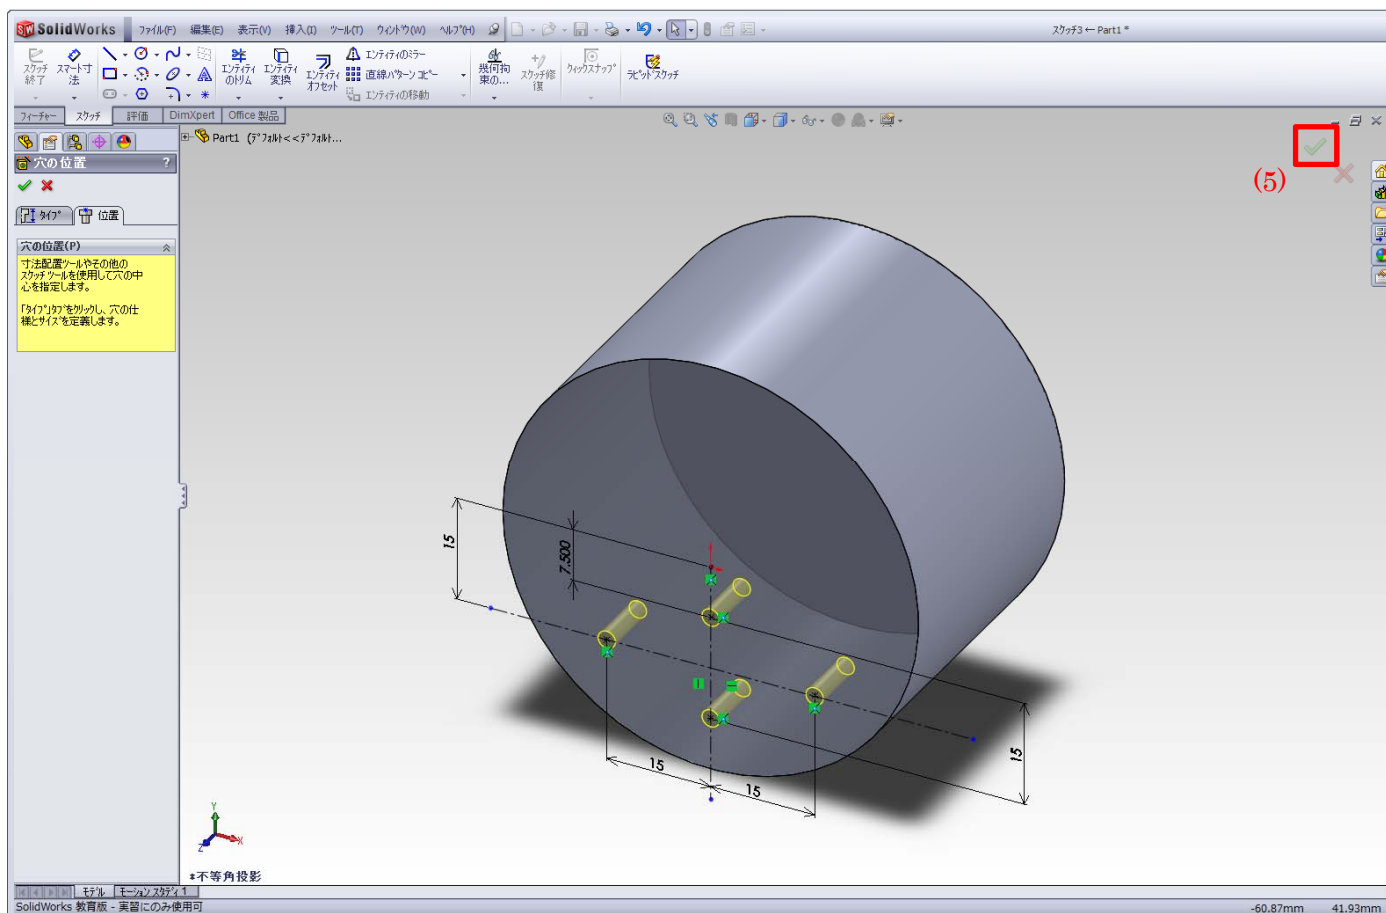 SolidWorks ファイル(F) 編集(E) 表示(V) 挿入(I) ツール(T) ウィンドウ(W) ヘルプ(H) スケッチ3 ← Part1 *
スケッチ終了 スマート寸法 エンティティのトリム エンティティ変換 エンティティオフセット エンティティのミラー 直線パターン コピー エンティティの移動 幾何拘束の... スケッチ修復 クイックスナップ ラピッドスケッチ
フィーチャー スケッチ 評価 DimXpert Office 製品
Part1 (デフォルト<<デフォルト...
穴の位置 ?
(5)
タイプ 位置
穴の位置(P)
寸法配置ツールやその他の
スケッチ ツールを使用して穴の中
心を指定します。
「タイプ」タブをクリックし、穴の仕
様とサイズを定義します。
15
7.500
15
15
15
Y
X
Z
*不等角投影
モデル モーション スタディ 1
SolidWorks 教育版 - 実習にのみ使用可 -60.87mm 41.93mm